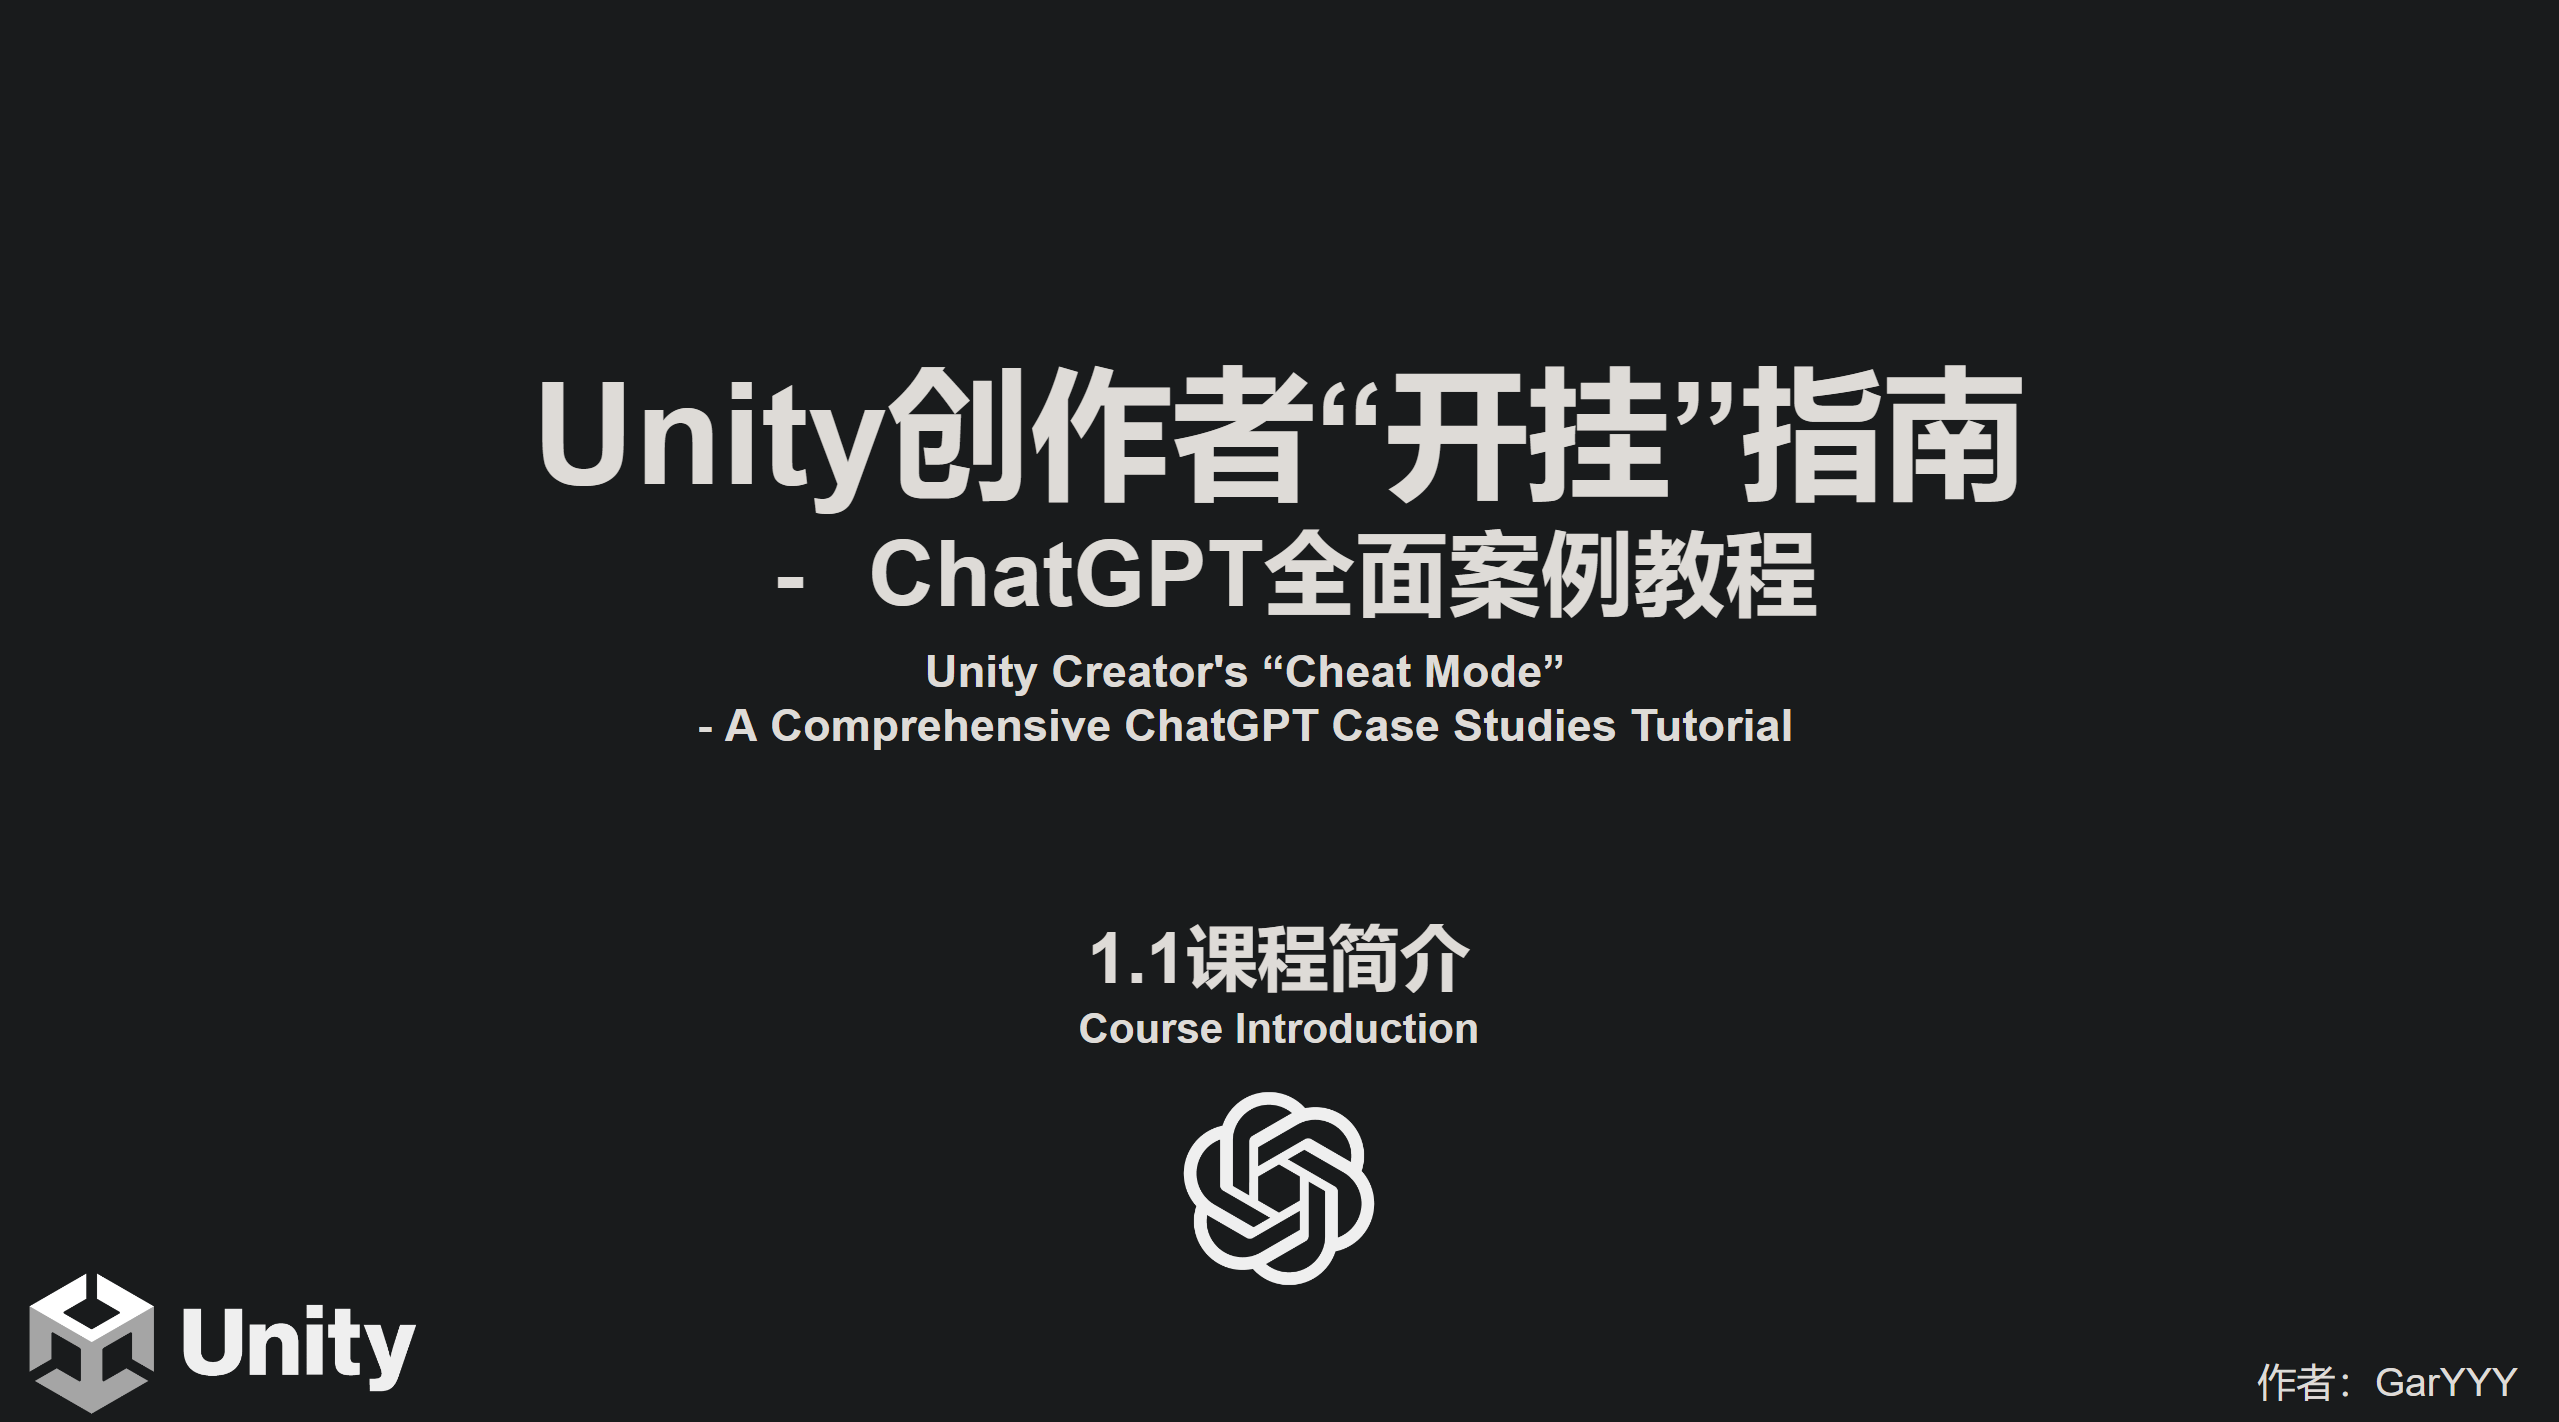 Unity创作者“开挂”指南
- ChatGPT全面案例教程
Unity Creator's “Cheat Mode”
- A Comprehensive ChatGPT Case Studies Tutorial
1.1课程简介
Course Introduction
Unity
作者：GarYYY